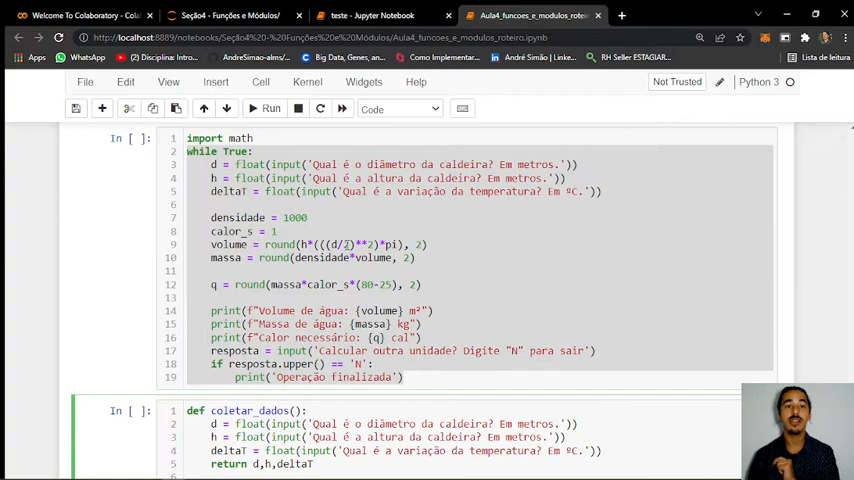 Welcome To Colaboratory - Colal
Seção4 - Funções e Módulos/
teste - Jupyter Notebook
Aula4_funcoes_e_modulos_roteiro
http://localhost:8889/notebooks/Seção4%20-%20Funções%20e%20Módulos/Aula4_funcoes_e_modulos_roteiro.ipynb
Apps
WhatsApp
(2) Disciplina: Introd...
AndreSimao-alms/...
Big Data, Genes, an...
Como Implementar...
André Simão | Linke...
RH Seller ESTAGIAR...
Lista de leitura
File
Edit
View
Insert
Cell
Kernel
Widgets
Help
Not Trusted
Python 3
Run
Code
In [ ]:
1 import math
2 while True:
3 d = float(input('Qual é o diâmetro da caldeira? Em metros.'))
4 h = float(input('Qual é a altura da caldeira? Em metros.'))
5 deltaT = float(input('Qual é a variação da temperatura? Em ºC.'))
6
7 densidade = 1000
8 calor_s = 1
9 volume = round(h*(((d/2)**2)*pi), 2)
10 massa = round(densidade*volume, 2)
11
12 q = round(massa*calor_s*(80-25), 2)
13
14 print(f"Volume de água: {volume} m²")
15 print(f"Massa de água: {massa} kg")
16 print(f"Calor necessário: {q} cal")
17 resposta = input('Calcular outra unidade? Digite "N" para sair')
18 if resposta.upper() == 'N':
19 print('Operação finalizada')
In [ ]:
1 def coletar_dados():
2 d = float(input('Qual é o diâmetro da caldeira? Em metros.'))
3 h = float(input('Qual é a altura da caldeira? Em metros.'))
4 deltaT = float(input('Qual é a variação da temperatura? Em ºC.'))
5 return d,h,deltaT